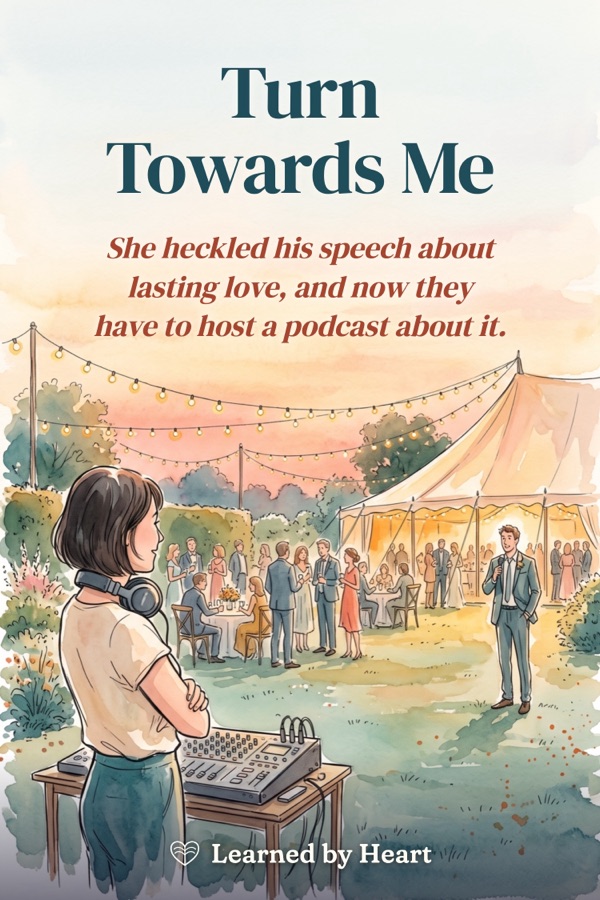 Turn
Towards Me
She heckled his speech about
lasting love, and now they
have to host a podcast about it.
Learned by Heart